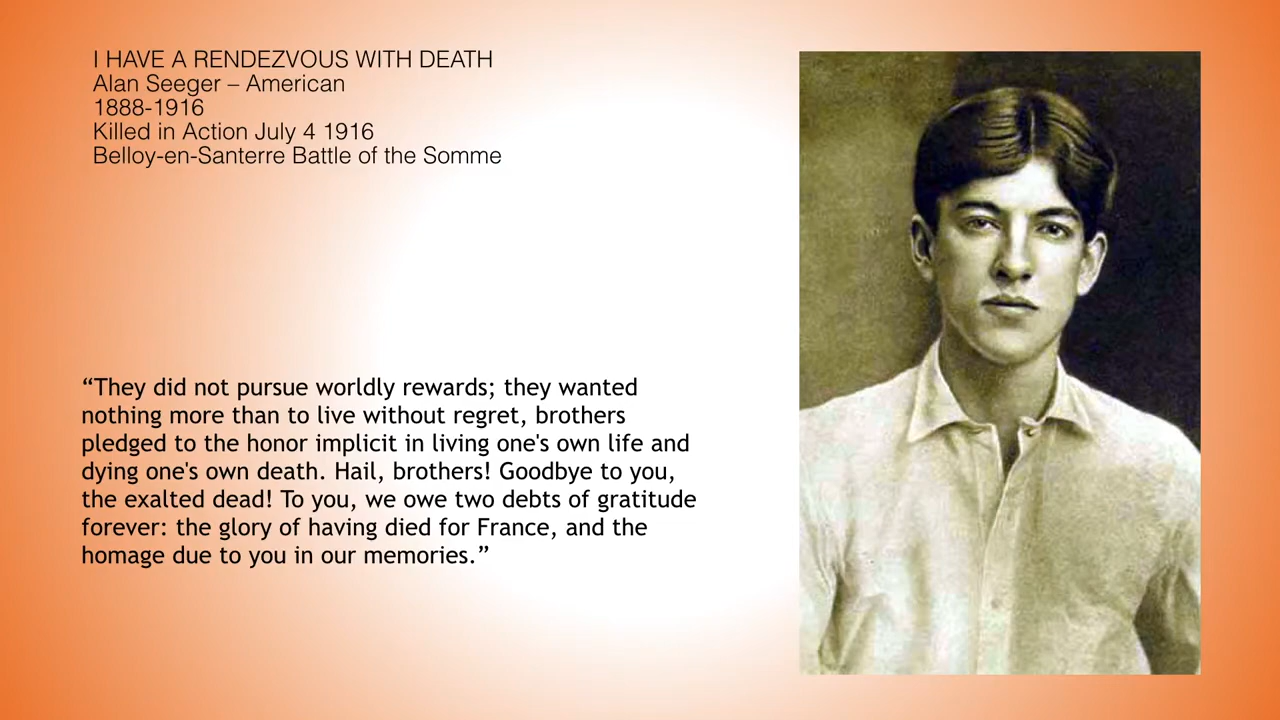 I HAVE A RENDEZVOUS WITH DEATH
Alan Seeger – American
1888-1916
Killed in Action July 4 1916
Belloy-en-Santerre Battle of the Somme
“They did not pursue worldly rewards; they wanted
nothing more than to live without regret, brothers
pledged to the honor implicit in living one's own life and
dying one's own death. Hail, brothers! Goodbye to you,
the exalted dead! To you, we owe two debts of gratitude
forever: the glory of having died for France, and the
homage due to you in our memories.”